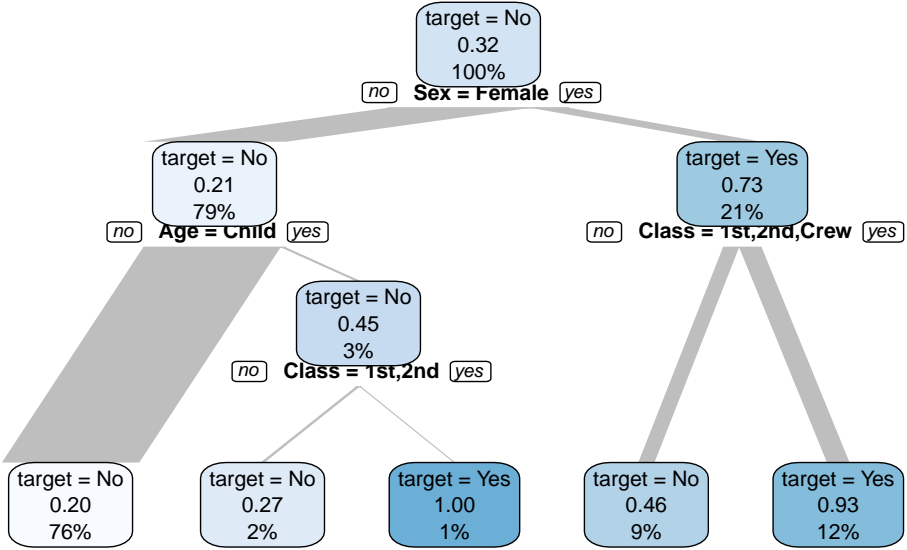 target = No
0.32
100%
no Sex = Female yes
target = No
0.21
79%
target = Yes
0.73
21%
no Age = Child yes
no Class = 1st,2nd,Crew yes
target = No
0.45
3%
no Class = 1st,2nd yes
target = No
0.20
76%
target = No
0.27
2%
target = Yes
1.00
1%
target = No
0.46
9%
target = Yes
0.93
12%